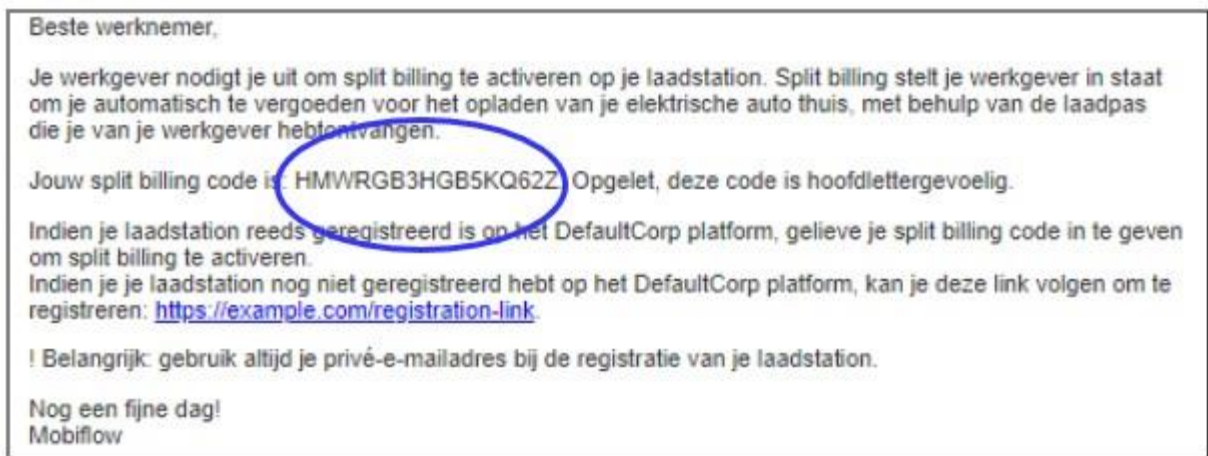 Beste werknemer,
Je werkgever nodigt je uit om split billing te activeren op je laadstation. Split billing stelt je werkgever in staat
om je automatisch te vergoeden voor het opladen van je elektrische auto thuis, met behulp van de laadpas
die je van je werkgever hebtontvangen.
Jouw split billing code is: HMWRGB3HGB5KQ62Z. Opgelet, deze code is hoofdlettergevoelig.
Indien je laadstation reeds geregistreerd is op het DefaultCorp platform, gelieve je split billing code in te geven
om split billing te activeren.
Indien je je laadstation nog niet geregistreerd hebt op het DefaultCorp platform, kan je deze link volgen om te
registreren: https://example.com/registration-link.
! Belangrijk: gebruik altijd je privé-e-mailadres bij de registratie van je laadstation.
Nog een fijne dag!
Mobiflow